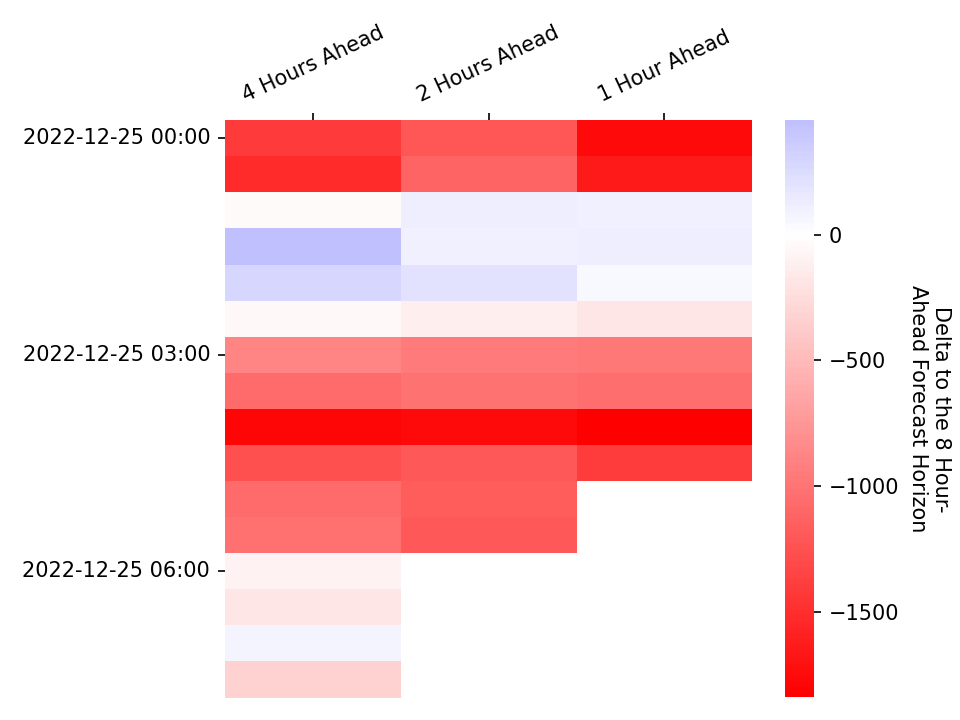 4 Hours Ahead
2 Hours Ahead
1 Hour Ahead
2022-12-25 00:00
2022-12-25 03:00
2022-12-25 06:00
0
−500
−1000
−1500
Delta to the 8 Hour-
Ahead Forecast Horizon